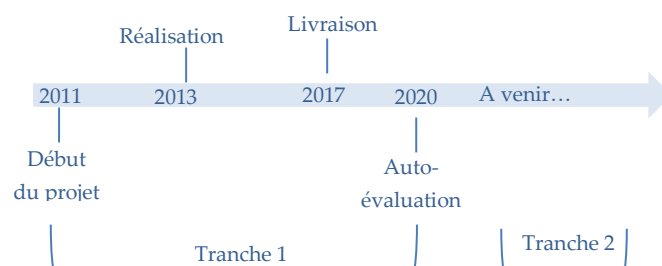 Réalisation
Livraison
2011
2013
2017
2020
A venir…
Début
du projet
Auto-
évaluation
Tranche 1
Tranche 2